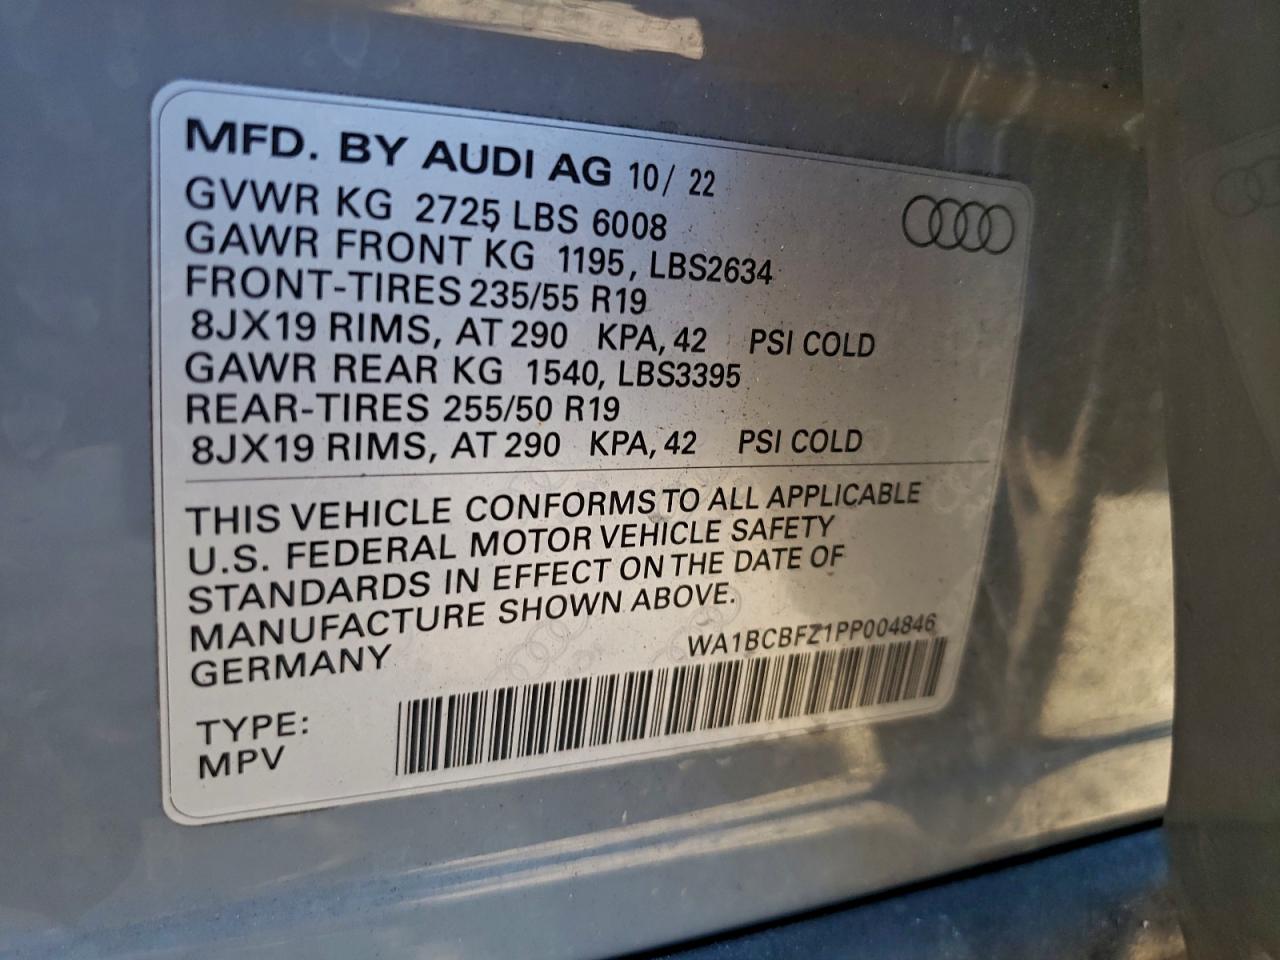 MFD. BY AUDI AG 10/ 22
GVWR KG 2725 LBS 6008
GAWR FRONT KG 1195, LBS2634
FRONT-TIRES 235/55 R19
8JX19 RIMS, AT 290 KPA, 42 PSI COLD
GAWR REAR KG 1540, LBS3395
REAR-TIRES 255/50 R19
8JX19 RIMS, AT 290 KPA, 42 PSI COLD
THIS VEHICLE CONFORMS TO ALL APPLICABLE
U.S. FEDERAL MOTOR VEHICLE SAFETY
STANDARDS IN EFFECT ON THE DATE OF
MANUFACTURE SHOWN ABOVE.
GERMANY
WA1BCBFZ1PP004846
TYPE:
MPV